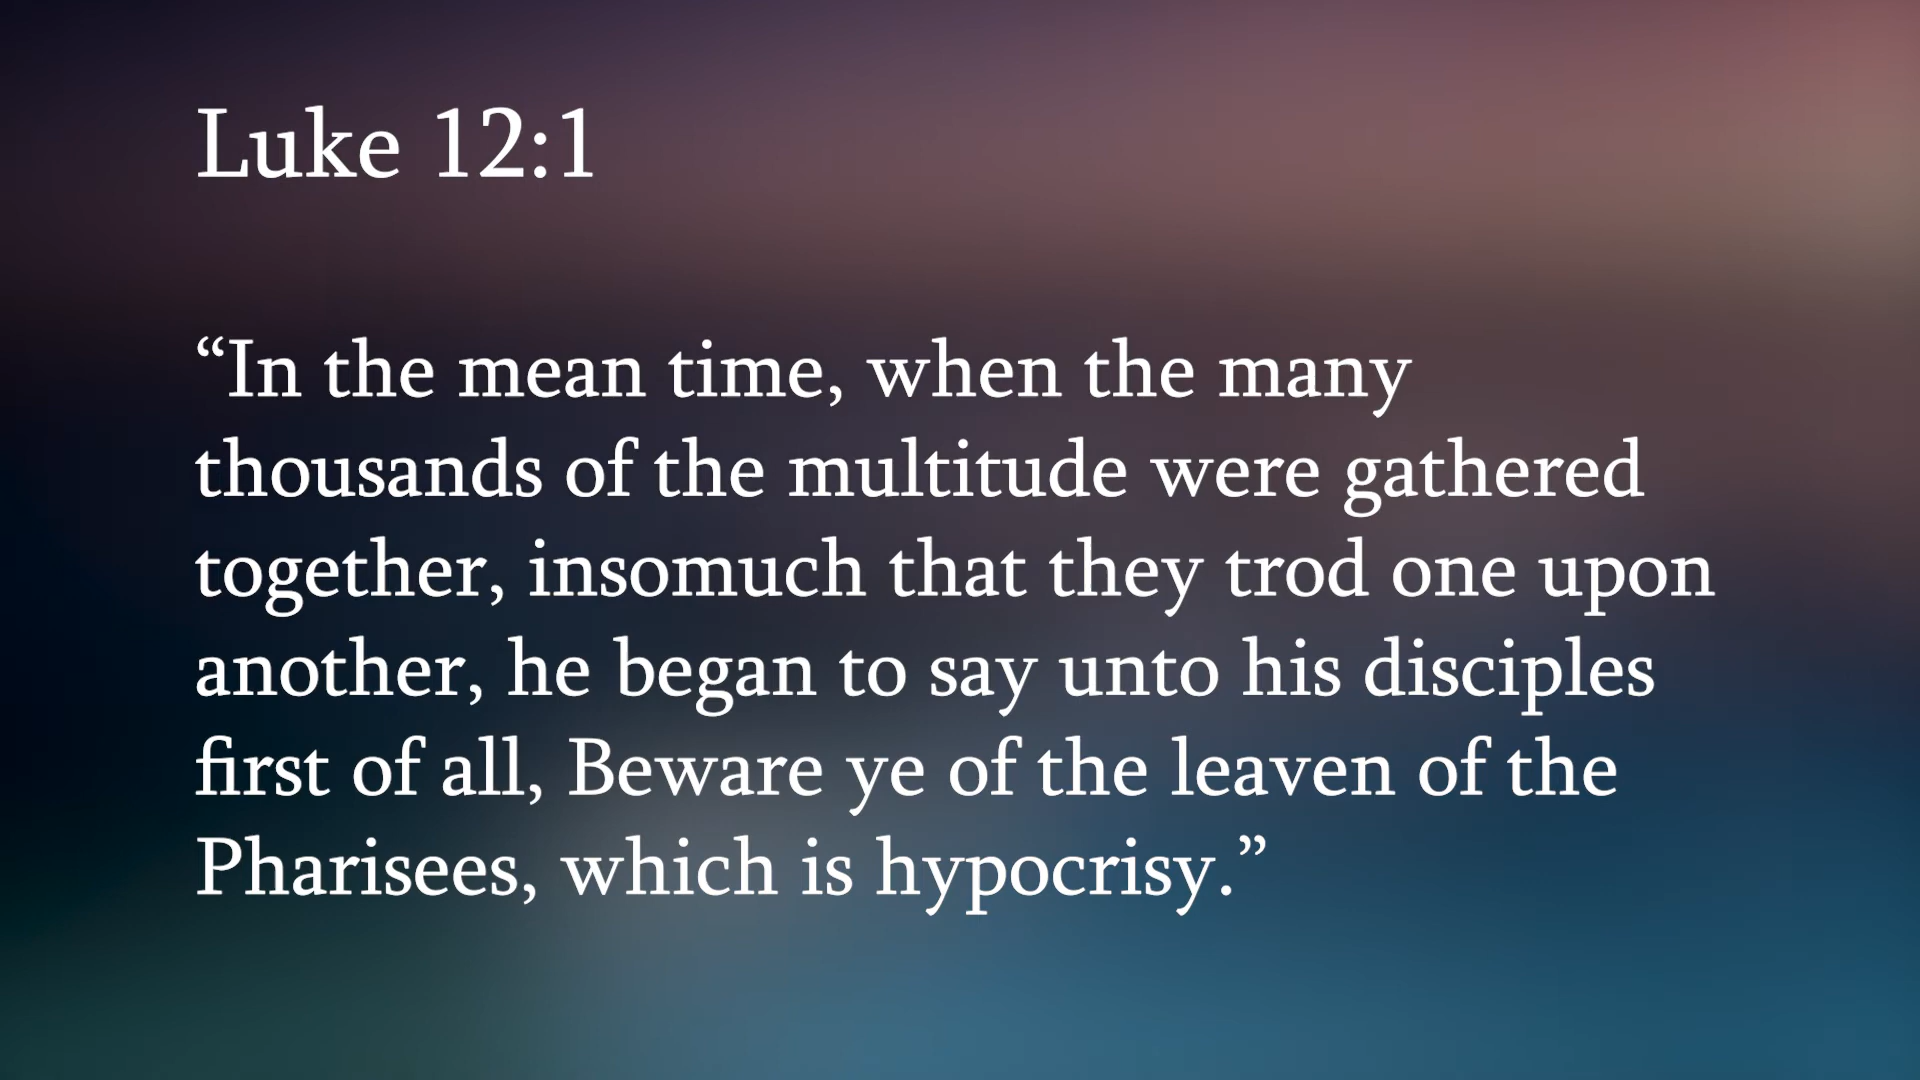 Luke 12:1
“In the mean time, when the many
thousands of the multitude were gathered
together, insomuch that they trod one upon
another, he began to say unto his disciples
first of all, Beware ye of the leaven of the
Pharisees, which is hypocrisy.”